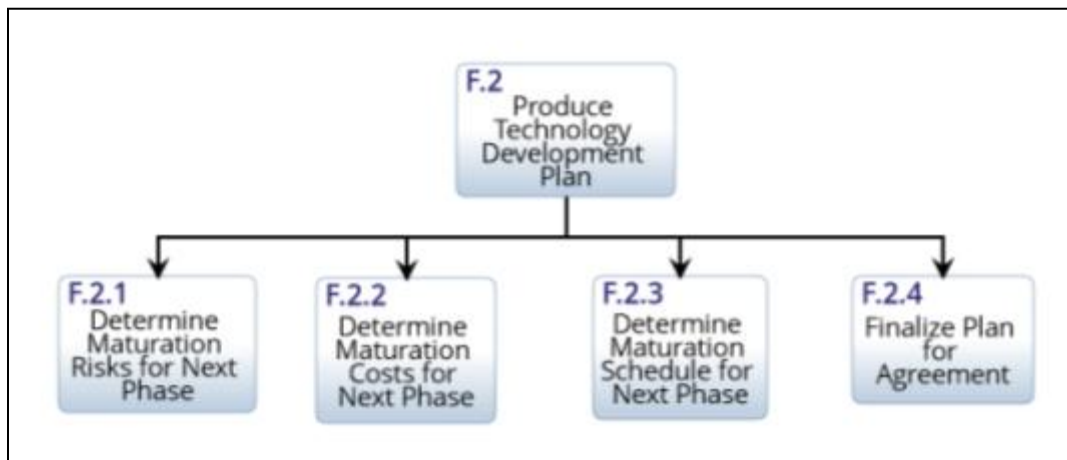 F.2
Produce
Technology
Development
Plan
F.2.1
Determine
Maturation
Risks for Next
Phase
F.2.2
Determine
Maturation
Costs for
Next Phase
F.2.3
Determine
Maturation
Schedule for
Next Phase
F.2.4
Finalize Plan
for
Agreement